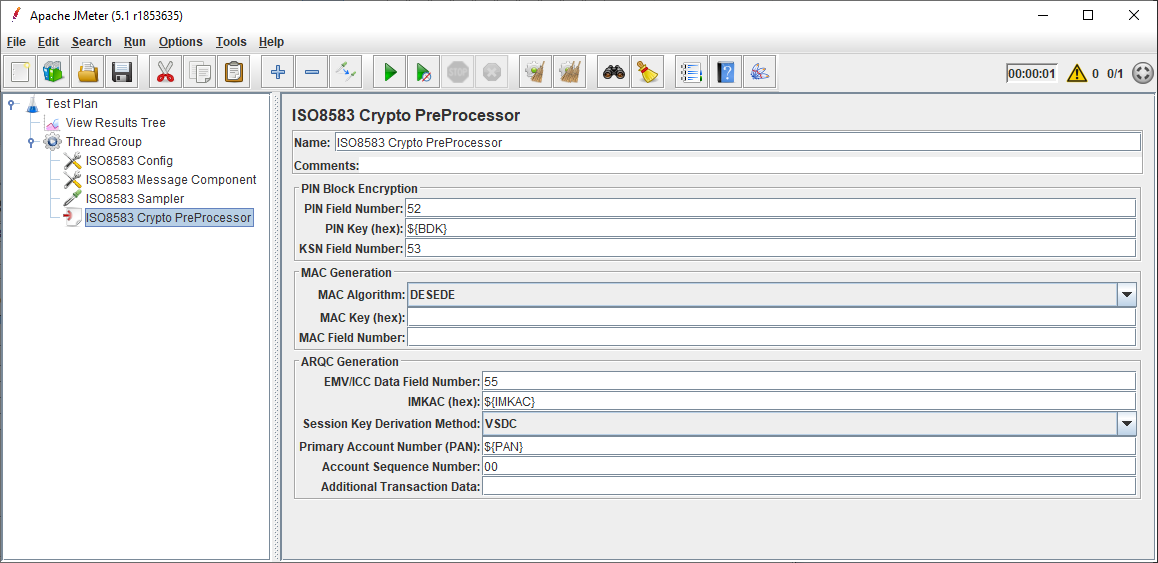 Apache JMeter (5.1 r1853635)
File Edit Search Run Options Tools Help
STOP 00:00:01 0 0/1
Test Plan
View Results Tree
Thread Group
ISO8583 Config
ISO8583 Message Component
ISO8583 Sampler
ISO8583 Crypto PreProcessor
ISO8583 Crypto PreProcessor
Name: ISO8583 Crypto PreProcessor
Comments:
PIN Block Encryption
PIN Field Number: 52
PIN Key (hex): ${BDK}
KSN Field Number: 53
MAC Generation
MAC Algorithm: DESEDE
MAC Key (hex):
MAC Field Number:
ARQC Generation
EMV/ICC Data Field Number: 55
IMKAC (hex): ${IMKAC}
Session Key Derivation Method: VSDC
Primary Account Number (PAN): ${PAN}
Account Sequence Number: 00
Additional Transaction Data: